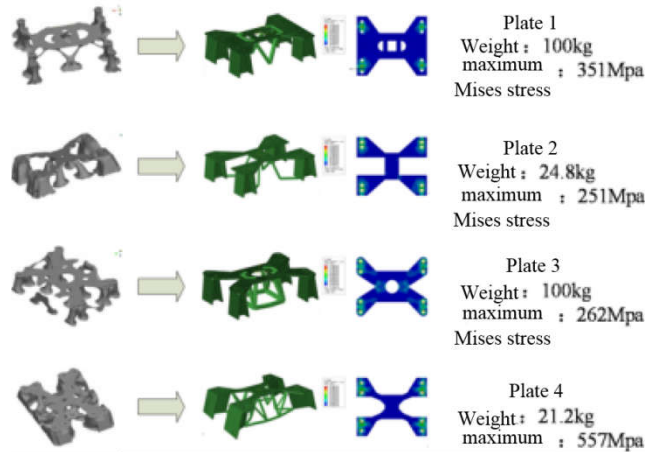 Plate 1
Weight：100kg
maximum ：351Mpa
Mises stress
Plate 2
Weight：24.8kg
maximum ：251Mpa
Mises stress
Plate 3
Weight：100kg
maximum ：262Mpa
Mises stress
Plate 4
Weight：21.2kg
maximum ：557Mpa